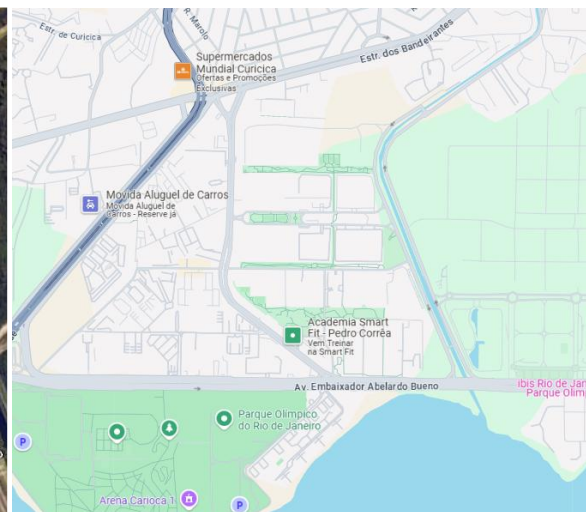 Estr. de Curicica
R. Marolo
Estr. dos Bandeirantes
Supermercados
Mundial Curicica
Ofertas e Promoções
Exclusivas
Movida Aluguel de Carros
Movida Aluguel de
Carros - Reserve já
Academia Smart
Fit - Pedro Corrêa
Vem Treinar
na Smart Fit
Av. Embaixador Abelardo Bueno
ibis Rio de Jan
Parque Olímp
Parque Olímpico
do Rio de Janeiro
P
Arena Carioca 1
P